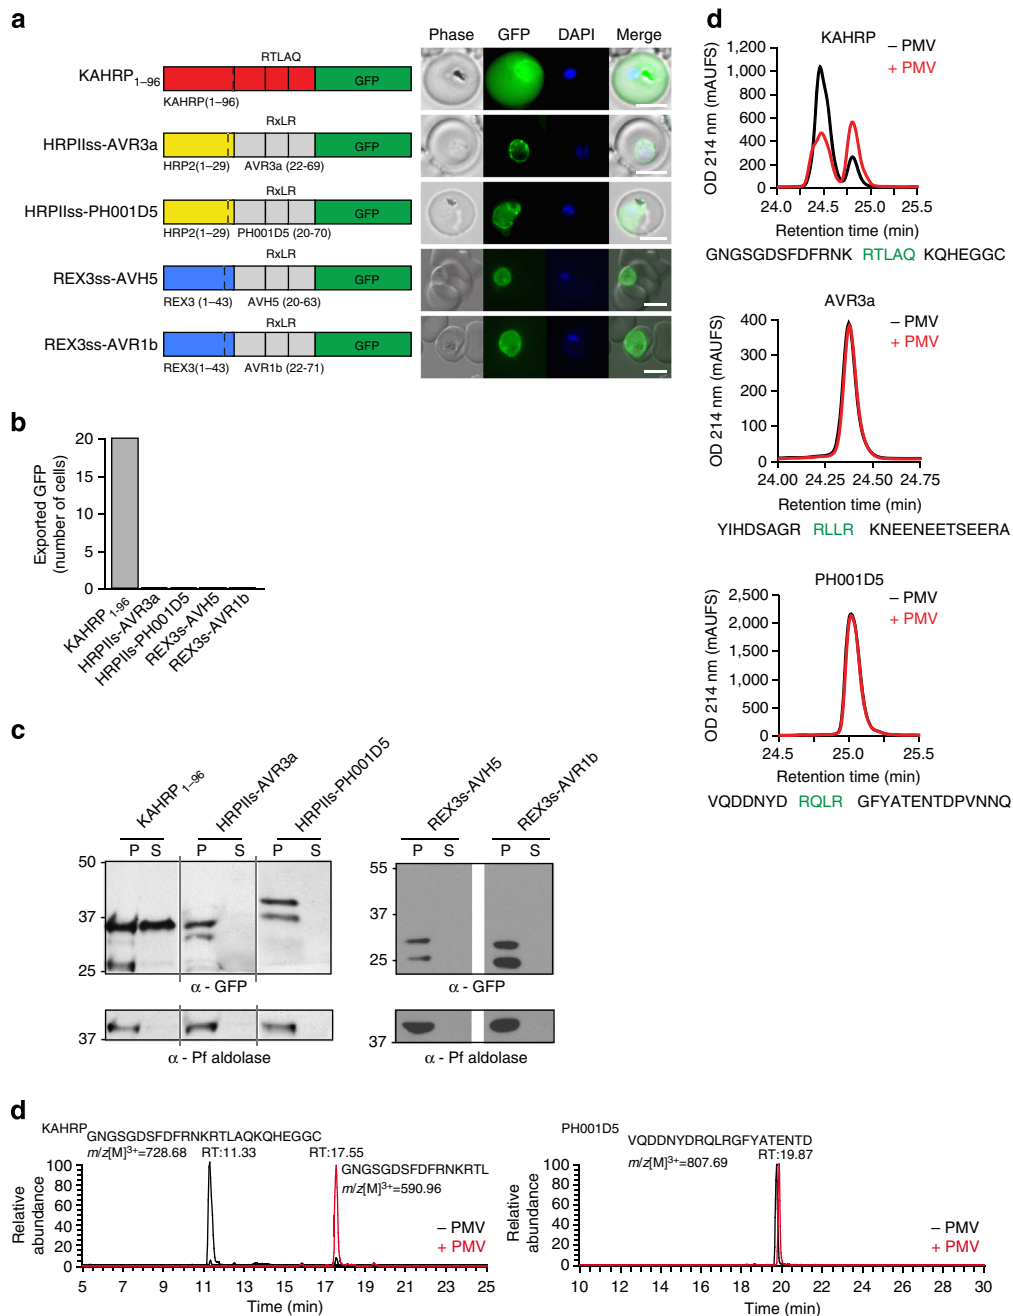 a
Phase GFP DAPI Merge
KAHRP1–96
RTLAQ
GFP
KAHRP(1–96)
HRPIIss-AVR3a
RxLR
GFP
HRP2(1–29) AVR3a (22-69)
HRPIIss-PH001D5
RxLR
GFP
HRP2(1–29) PH001D5 (20-70)
REX3ss-AVH5
RxLR
GFP
REX3 (1–43) AVH5 (20-63)
REX3ss-AVR1b
RxLR
GFP
REX3(1–43) AVR1b (22-71)
b
Exported GFP
(number of cells)
20
15
10
5
0
KAHRP1–96
HRPIIs-AVR3a
HRPIIs-PH001D5
REX3s-AVH5
REX3s-AVR1b
c
KAHRP1–96
HRPIIs-AVR3a
HRPIIs-PH001D5
P S P S P S
50
37
25
α - GFP
37
α - Pf aldolase
REX3s-AVH5
REX3s-AVR1b
P S P S
55
37
25
α - GFP
37
α - Pf aldolase
d
KAHRP
– PMV
+ PMV
OD 214 nm (mAUFS)
1,200
1,000
800
600
400
200
0
24.0 24.5 24.75 25.0 25.5
Retention time (min)
GNGSGDSFDFRNK RTLAQ KQHEGGC
AVR3a
– PMV
+ PMV
OD 214 nm (mAUFS)
400
300
200
100
0
24.00 24.25 24.50 24.75
Retention time (min)
YIHDSAGR RLLR KNEENEETSEERA
PH001D5
– PMV
+ PMV
OD 214 nm (mAUFS)
2,500
2,000
1,500
1,000
500
0
24.5 25.0 25.5
Retention time (min)
VQDDNYD RQLR GFYATENTDPVNNQ
d
KAHRP
GNGSGDSFDFRNKRTLAQKQHEGGC
m/z[M]3+=728.68 RT:11.33 RT:17.55
GNGSGDSFDFRNKRTL
m/z[M]3+=590.96
Relative
abundance
100
80
60
40
20
0
– PMV
+ PMV
5 7 9 11 13 15 17 19 21 23 25
Time (min)
PH001D5
VQDDNYDRQLRGFYATENTD
m/z[M]3+=807.69 RT:19.87
Relative
abundance
100
80
60
40
20
0
– PMV
+ PMV
10 12 14 16 18 20 22 24 26 28 30
Time (min)